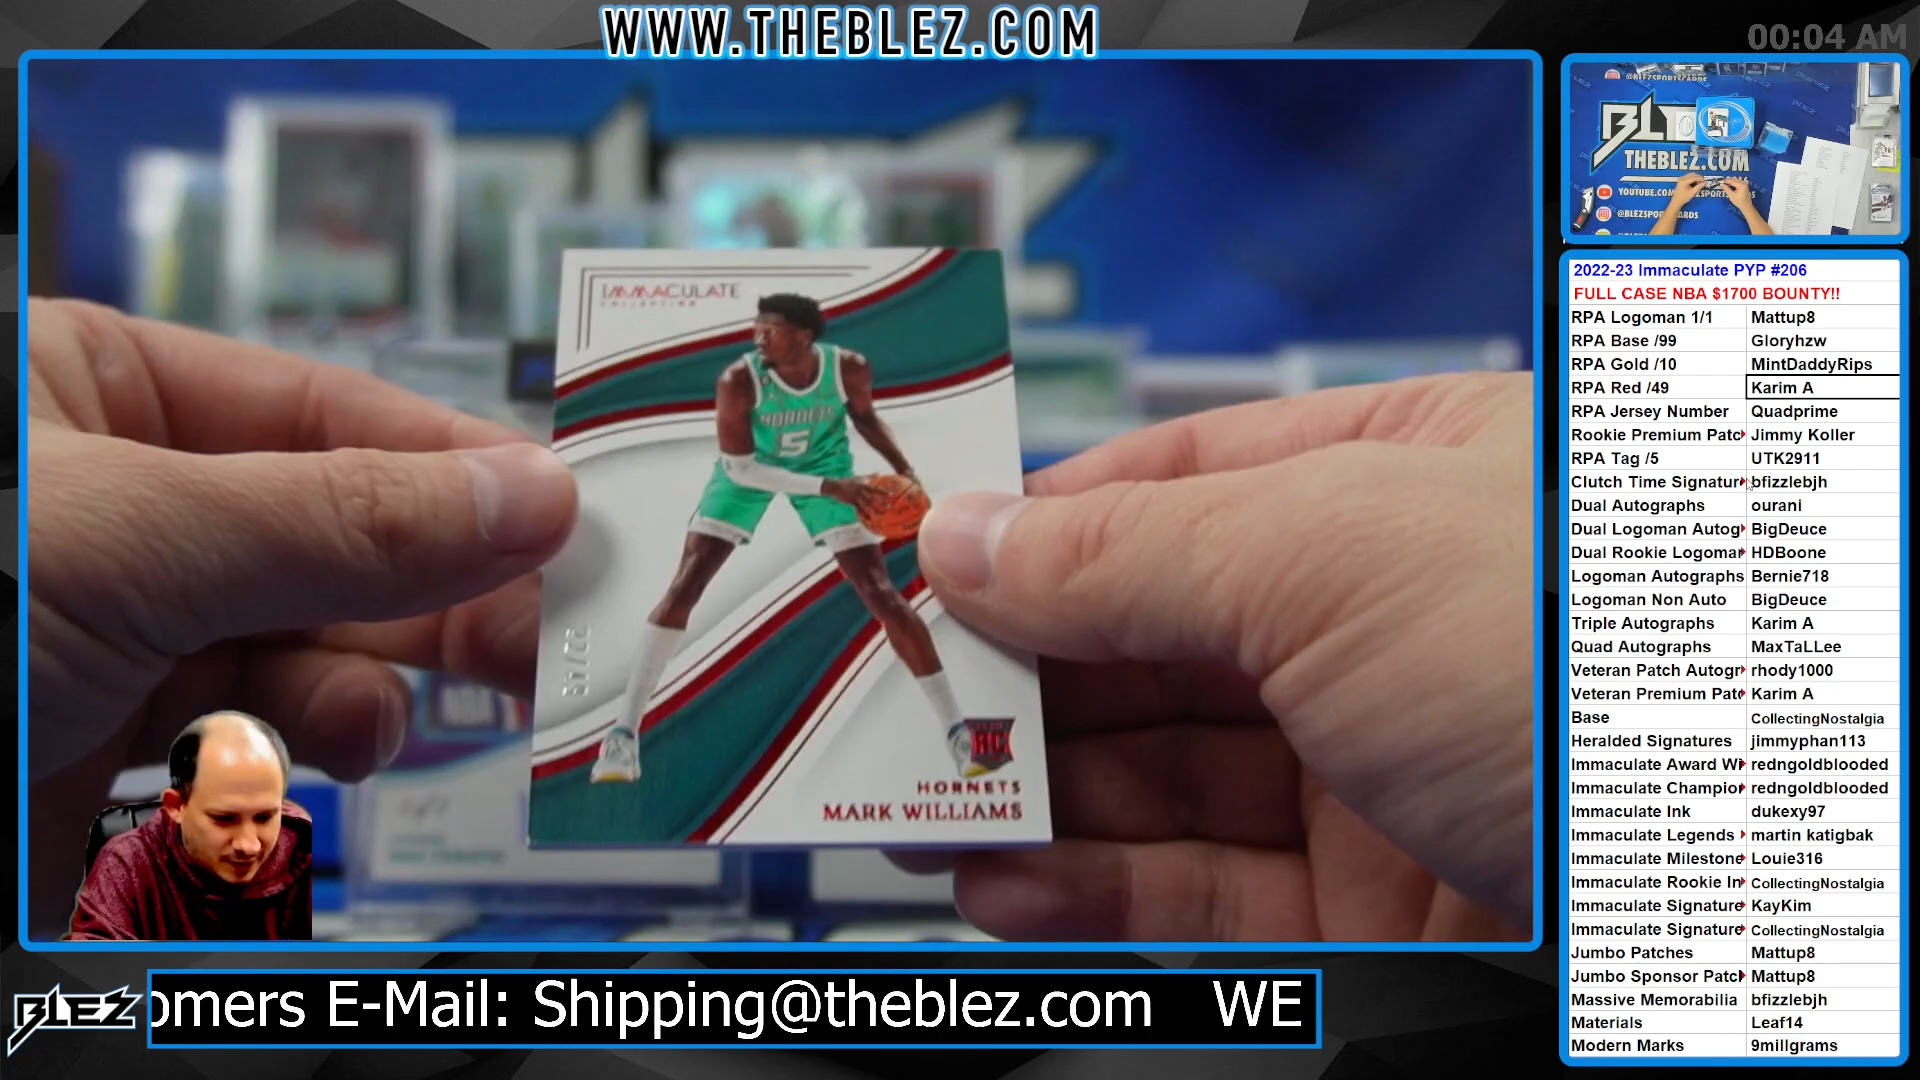 WWW.THEBLEZ.COM
00:04 AM
IMMACULATE
COLLECTION
HORNETS
5
RC
HORNETS
MARK WILLIAMS
@BLEZSPORTSCARDS
THEBLEZ.COM
@BLEZSPORTSCARDS
2022-23 Immaculate PYP #206
FULL CASE NBA $1700 BOUNTY!!
RPA Logoman 1/1 Mattup8
RPA Base /99 Gloryhzw
RPA Gold /10 MintDaddyRips
RPA Red /49 Karim A
RPA Jersey Number Quadprime
Rookie Premium Patc Jimmy Koller
RPA Tag /5 UTK2911
Clutch Time Signatur bfizzlebjh
Dual Autographs ourani
Dual Logoman Autog BigDeuce
Dual Rookie Logoman HDBoone
Logoman Autographs Bernie718
Logoman Non Auto BigDeuce
Triple Autographs Karim A
Quad Autographs MaxTaLLee
Veteran Patch Autogr rhody1000
Veteran Premium Patc Karim A
Base CollectingNostalgia
Heralded Signatures jimmyphan113
Immaculate Award Wi redngoldblooded
Immaculate Champion redngoldblooded
Immaculate Ink dukexy97
Immaculate Legends martin katigbak
Immaculate Milestone Louie316
Immaculate Rookie In CollectingNostalgia
Immaculate Signature KayKim
Immaculate Signature CollectingNostalgia
Jumbo Patches Mattup8
Jumbo Sponsor Patch Mattup8
Massive Memorabilia bfizzlebjh
Materials Leaf14
Modern Marks 9millgrams
BLEZ
omers E-Mail: Shipping@theblez.com WE